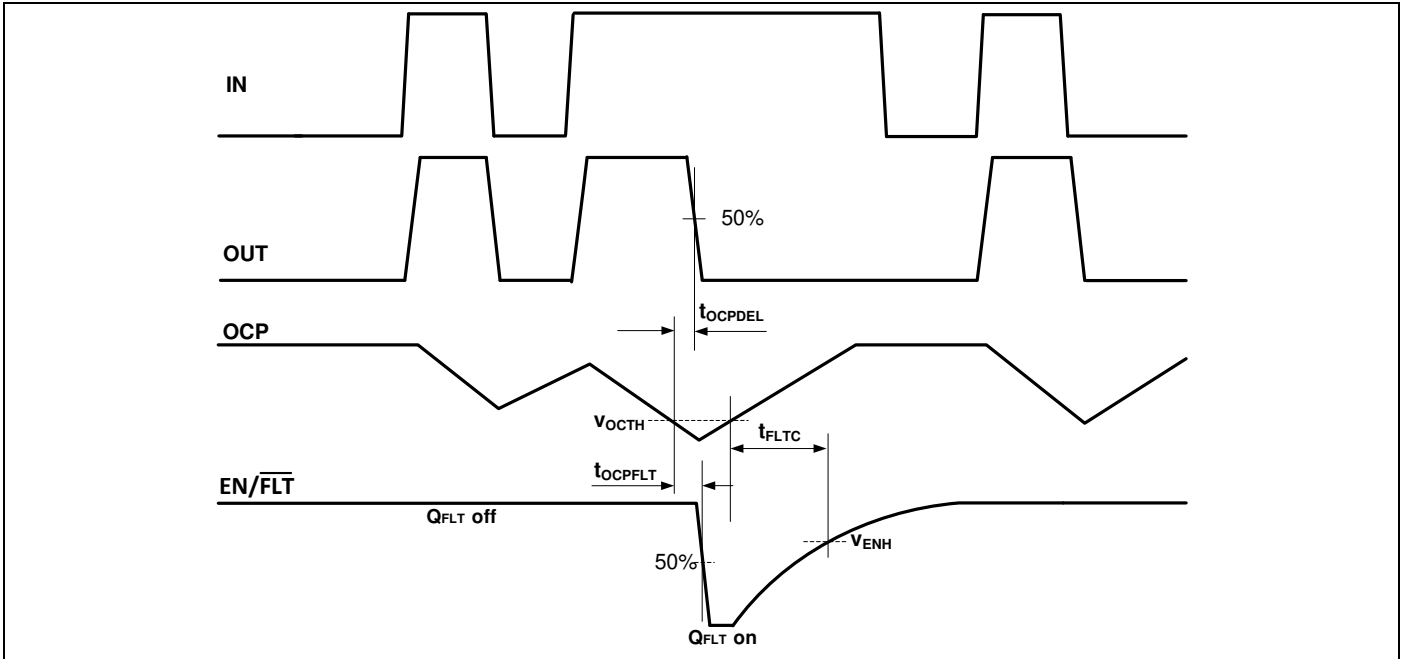 IN
50%
OUT
tOCPDEL
OCP
vOCTH
tFLTC
tOCPFLT
EN/FLT
QFLT off
vENH
50%
QFLT on